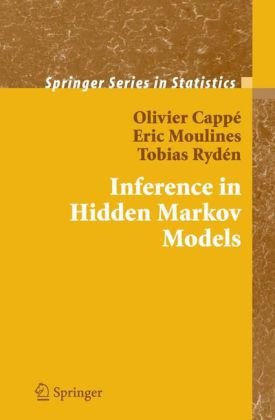 Springer Series in Statistics
Olivier Cappé
Eric Moulines
Tobias Rydén
Inference in
Hidden Markov
Models
Springer